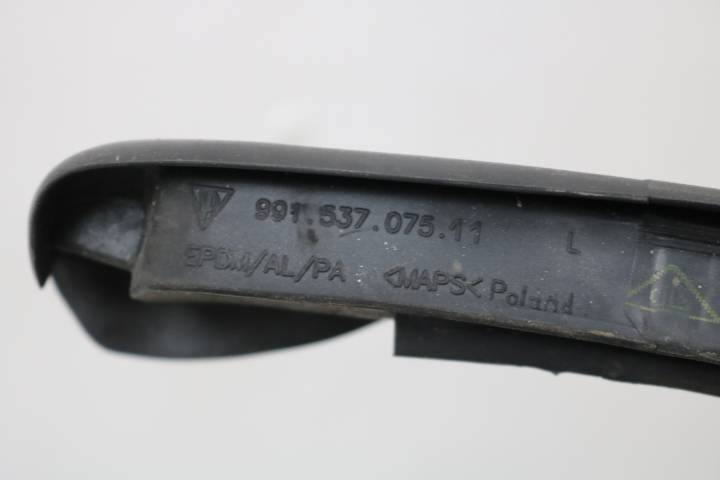 991.537.075.11 L
EPDM/AL/PA <MAPS< Poland